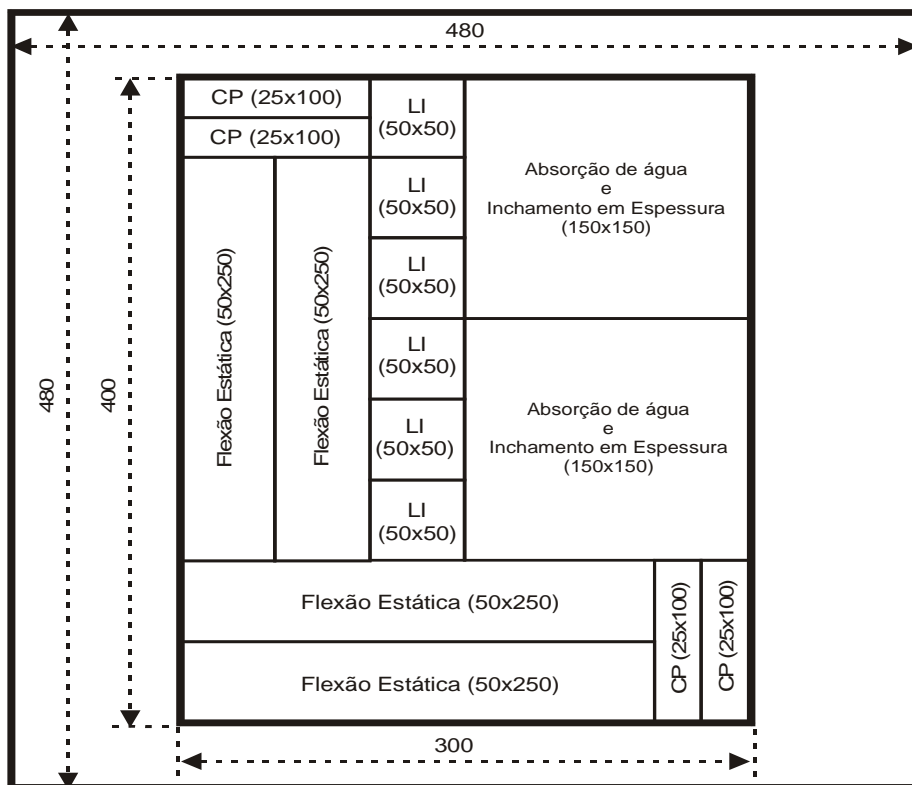 480
CP (25x100)
CP (25x100)
LI
(50x50)
Absorção de água
e
Inchamento em Espessura
(150x150)
LI
(50x50)
LI
(50x50)
Flexão Estática (50x250)
Flexão Estática (50x250)
480
400
LI
(50x50)
LI
(50x50)
LI
(50x50)
Absorção de água
e
Inchamento em Espessura
(150x150)
Flexão Estática (50x250)
Flexão Estática (50x250)
CP (25x100)
CP (25x100)
300